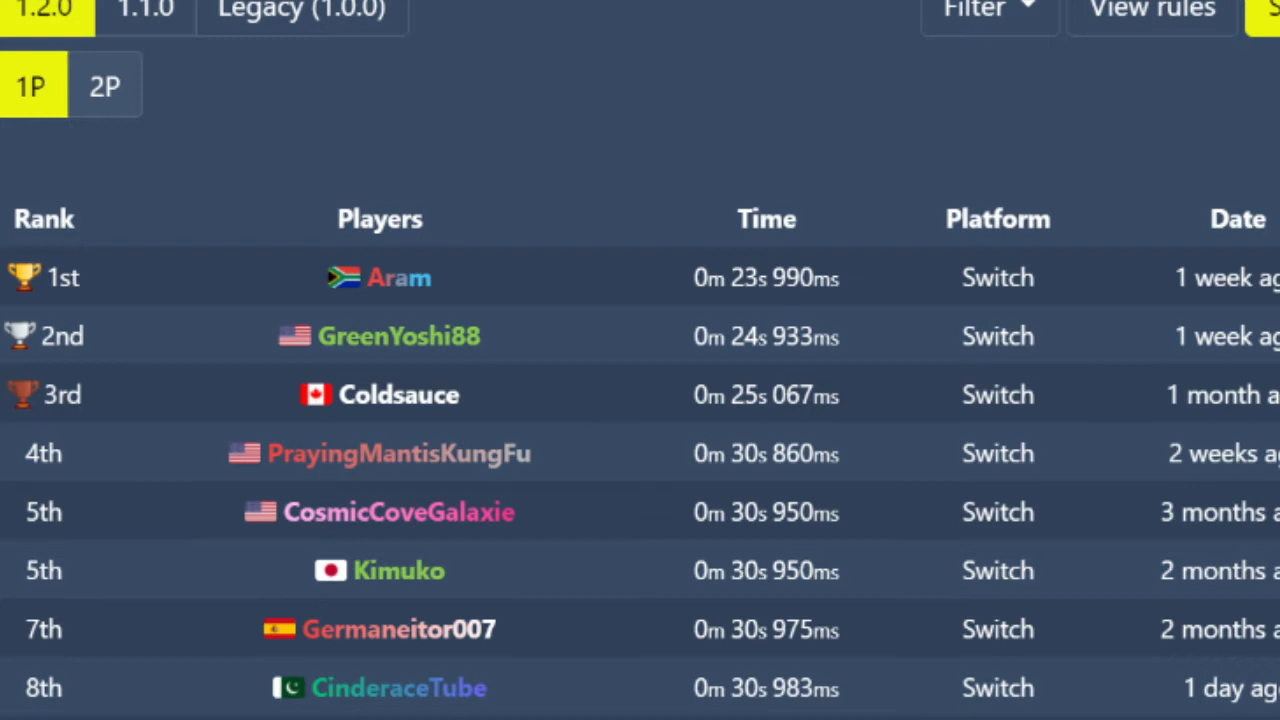 1.2.0 1.1.0 Legacy (1.0.0) Filter View rules S
1P 2P
Rank Players Time Platform Date
1st Aram 0m 23s 990ms Switch 1 week ag
2nd GreenYoshi88 0m 24s 933ms Switch 1 week ag
3rd Coldsauce 0m 25s 067ms Switch 1 month a
4th PrayingMantisKungFu 0m 30s 860ms Switch 2 weeks a
5th CosmicCoveGalaxie 0m 30s 950ms Switch 3 months a
5th Kimuko 0m 30s 950ms Switch 2 months a
7th Germaneitor007 0m 30s 975ms Switch 2 months a
8th CinderaceTube 0m 30s 983ms Switch 1 day ag